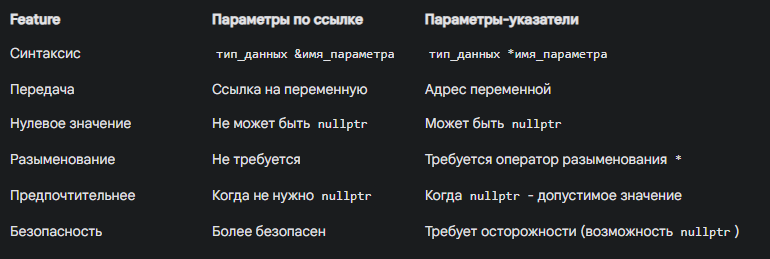 Feature Параметры по ссылке Параметры-указатели
Синтаксис тип_данных &имя_параметра тип_данных *имя_параметра
Передача Ссылка на переменную Адрес переменной
Нулевое значение Не может быть nullptr Может быть nullptr
Разыменование Не требуется Требуется оператор разыменования *
Предпочтительнее Когда не нужно nullptr Когда nullptr - допустимое значение
Безопасность Более безопасен Требует осторожности (возможность nullptr)